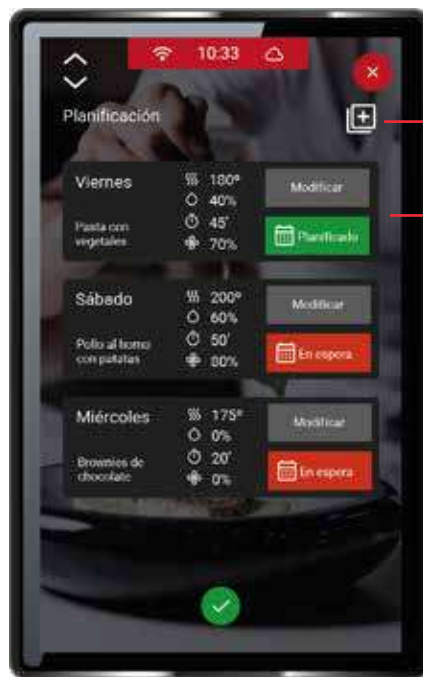 10:33
Planificación
Viernes
180º
40%
Pasta con
vegetales
45'
70%
Modificar
Planificado
Sábado
200º
60%
Pollo al horno
con patatas
50'
80%
Modificar
En espera
Miércoles
175º
0%
Brownies de
chocolate
20'
0%
Modificar
En espera